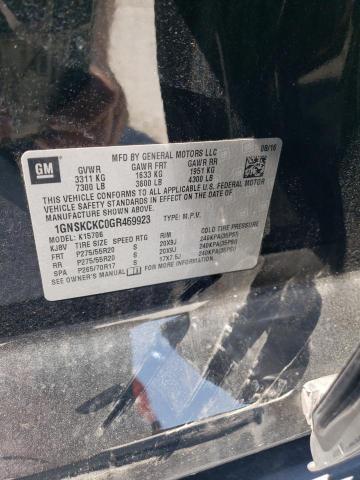 MFD BY GENERAL MOTORS LLC 08/16
GM
GVWR GAWR FRT GAWR RR
3311 KG 1633 KG 1951 KG
7300 LB 3600 LB 4300 LB
THIS VEHICLE CONFORMS TO ALL APPLICABLE U.S. FEDERAL MOTOR
VEHICLE SAFETY STANDARDS IN EFFECT ON THE DATE OF
MANUFACTURE SHOWN ABOVE.
1GNSKCKC0GR469923 TYPE: M.P.V.
MODEL: K15706
KJBV TIRE SIZE SPEED RTG RIM COLD TIRE PRESSURE
FRT P275/55R20 S 20X9J 240KPA(35PSI)
RR P275/55R20 S 20X9J 240KPA(35PSI)
SPA P265/70R17 S 17X7.5J 240KPA(35PSI)
SEE OWNER'S MANUAL FOR MORE INFORMATION.